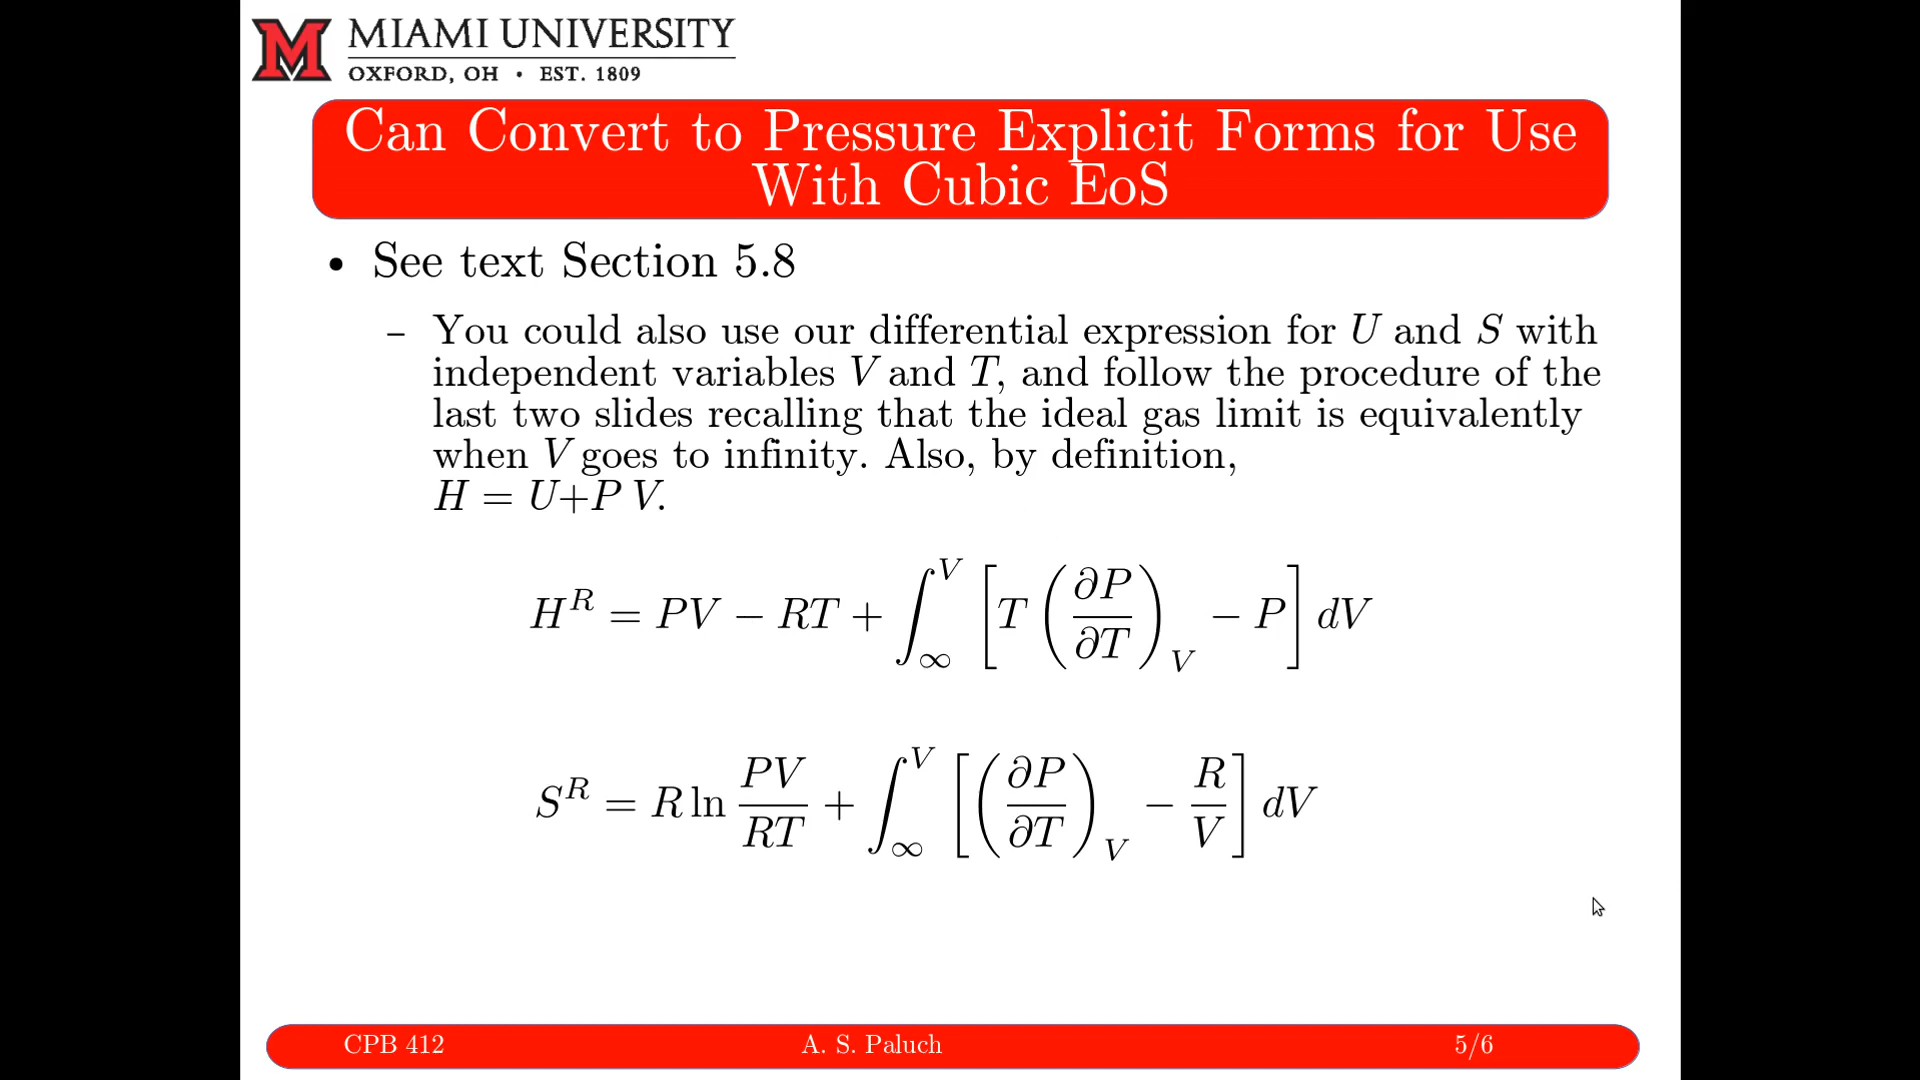 M MIAMI UNIVERSITY
OXFORD, OH • EST. 1809
Can Convert to Pressure Explicit Forms for Use
With Cubic EoS
• See text Section 5.8
– You could also use our differential expression for U and S with
independent variables V and T, and follow the procedure of the
last two slides recalling that the ideal gas limit is equivalently
when V goes to infinity. Also, by definition,
H = U+P V.
H^R = PV − RT + ∫_∞^V [T (∂P/∂T)_V − P] dV
S^R = R ln PV/RT + ∫_∞^V [(∂P/∂T)_V − R/V] dV
CPB 412 A. S. Paluch 5/6